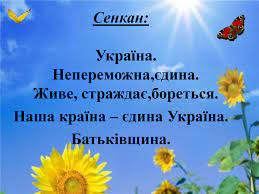 Сенкан:
Україна.
Непереможна,єдина.
Живе, страждає,бореться.
Наша країна – єдина Україна.
Батьківщина.